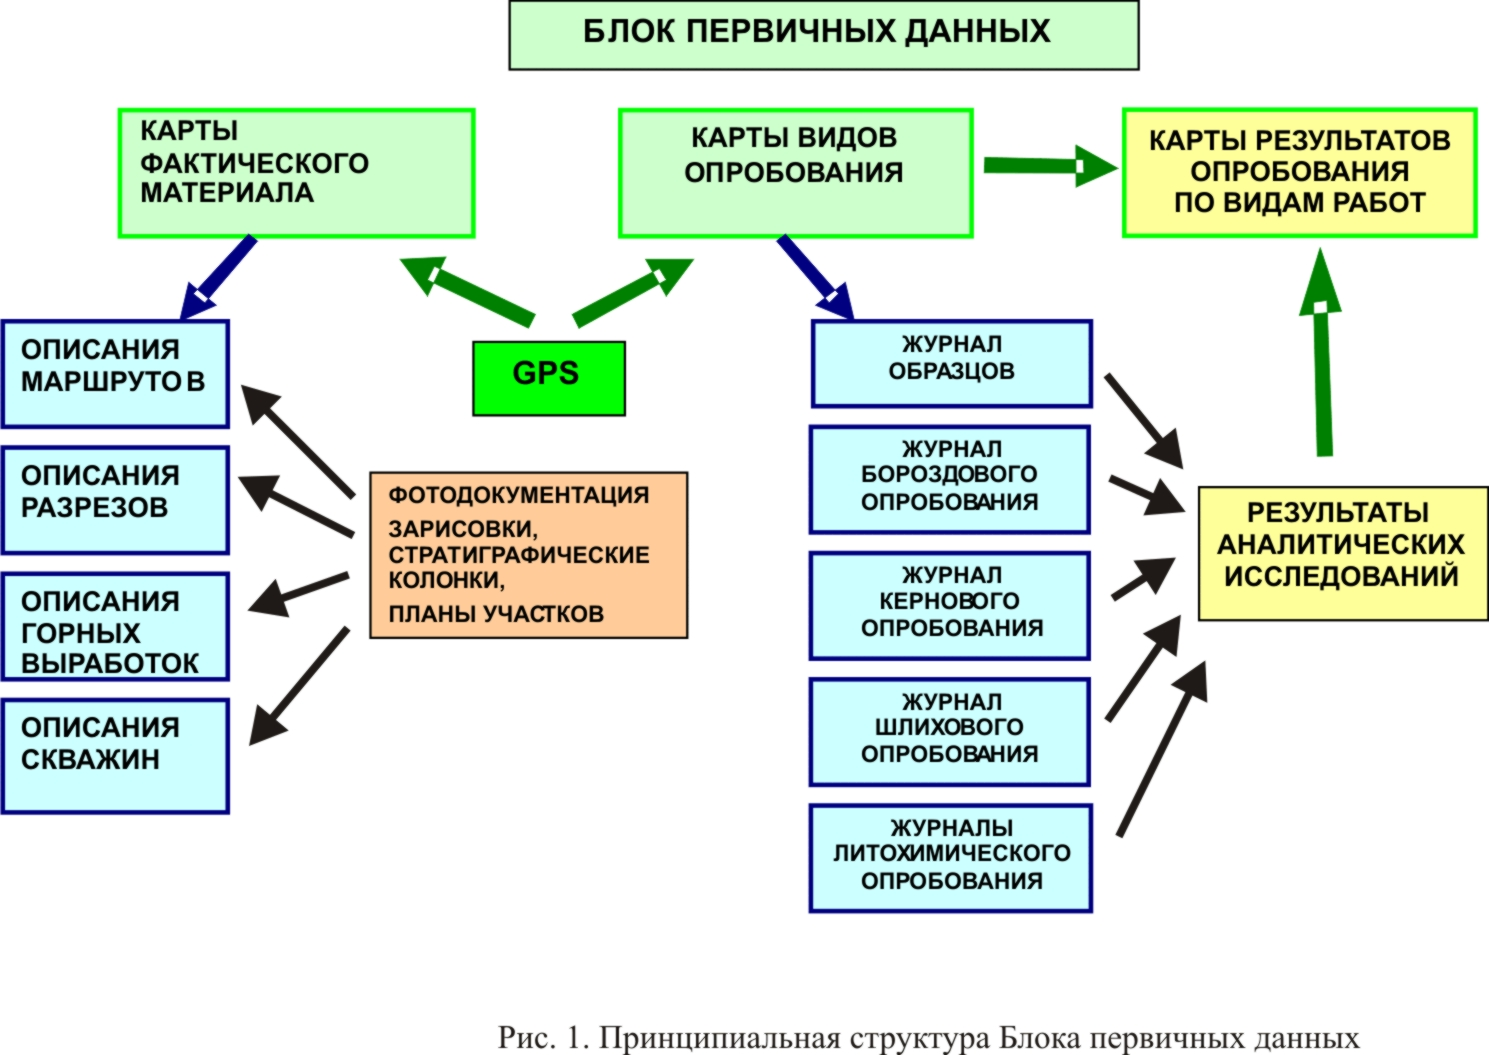 БЛОК ПЕРВИЧНЫХ ДАННЫХ
КАРТЫ
ФАКТИЧЕСКОГО
МАТЕРИАЛА
КАРТЫ ВИДОВ
ОПРОБОВАНИЯ
КАРТЫ РЕЗУЛЬТАТОВ
ОПРОБОВАНИЯ
ПО ВИДАМ РАБОТ
GPS
ОПИСАНИЯ
МАРШРУТОВ
ОПИСАНИЯ
РАЗРЕЗОВ
ОПИСАНИЯ
ГОРНЫХ
ВЫРАБОТОК
ОПИСАНИЯ
СКВАЖИН
ФОТОДОКУМЕНТАЦИЯ
ЗАРИСОВКИ,
СТРАТИГРАФИЧЕСКИЕ
КОЛОНКИ,
ПЛАНЫ УЧАСТКОВ
ЖУРНАЛ
ОБРАЗЦОВ
ЖУРНАЛ
БОРОЗДОВОГО
ОПРОБОВАНИЯ
ЖУРНАЛ
КЕРНОВОГО
ОПРОБОВАНИЯ
ЖУРНАЛ
ШЛИХОВОГО
ОПРОБОВАНИЯ
ЖУРНАЛЫ
ЛИТОХИМИЧЕСКОГО
ОПРОБОВАНИЯ
РЕЗУЛЬТАТЫ
АНАЛИТИЧЕСКИХ
ИССЛЕДОВАНИЙ
Рис. 1. Принципиальная структура Блока первичных данных